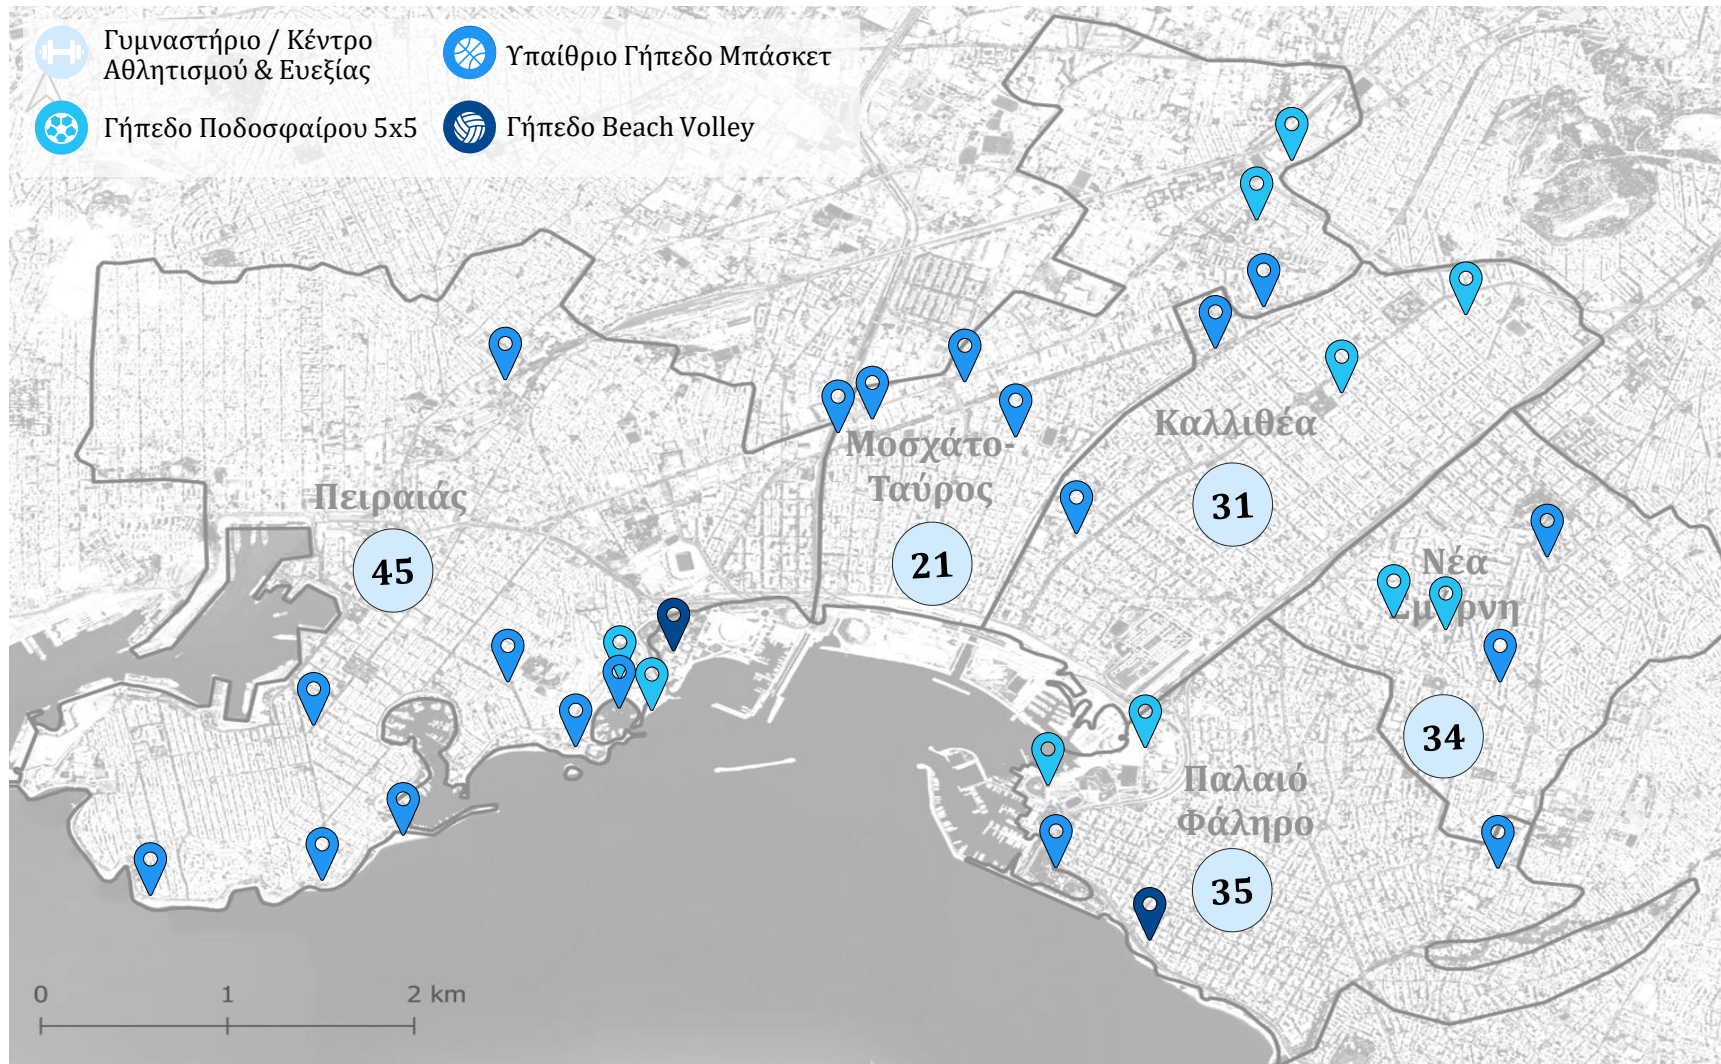 Γυμναστήριο / Κέντρο
Αθλητισμού & Ευεξίας
Υπαίθριο Γήπεδο Μπάσκετ
Γήπεδο Ποδοσφαίρου 5x5
Γήπεδο Beach Volley
Καλλιθέα
31
Μοσχάτο-
Ταύρος
21
Πειραιάς
45
Νέα
Σμύρνη
34
Παλαιό
Φάληρο
35
0 1 2 km